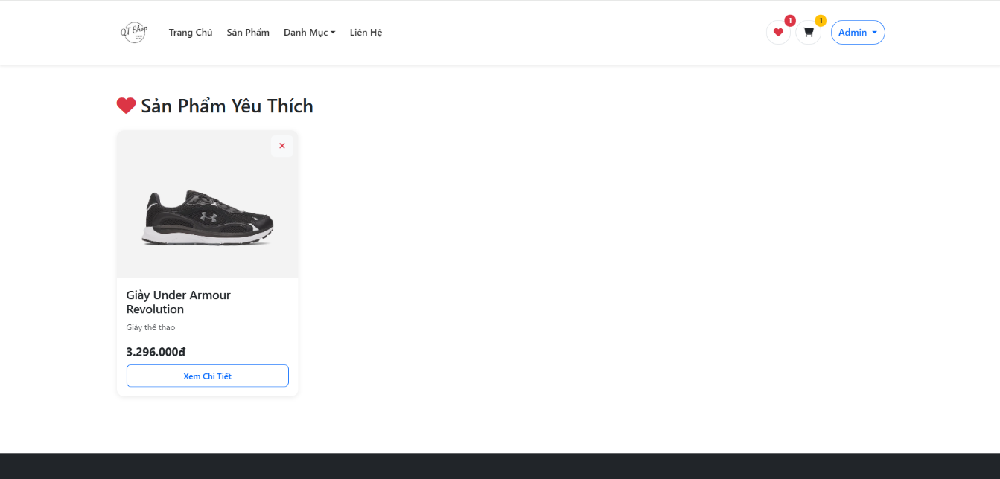 QT Shop
Trang Chủ
Sản Phẩm
Danh Mục
Liên Hệ
1
1
Admin
Sản Phẩm Yêu Thích
Giày Under Armour
Revolution
Giày thể thao
3.296.000đ
Xem Chi Tiết